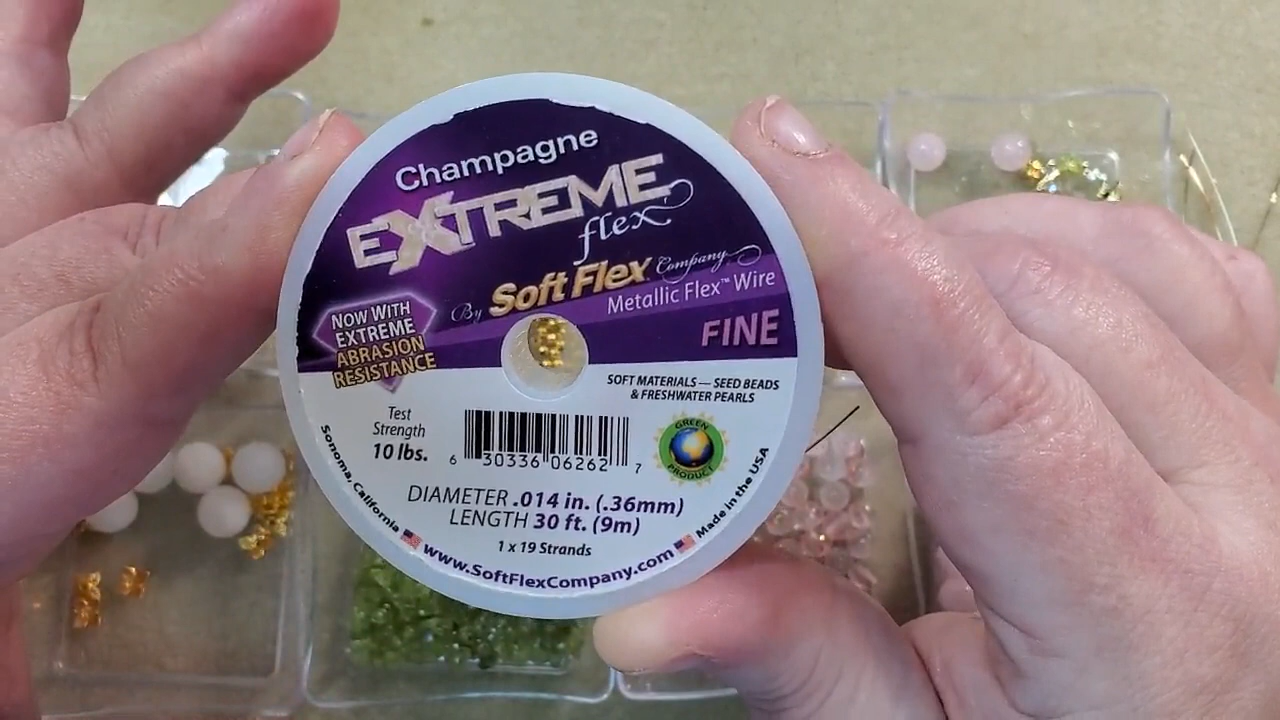 Champagne
EXTREME
flex
By Soft Flex Company
Metallic Flex™ Wire
FINE
NOW WITH
EXTREME
ABRASION
RESISTANCE
SOFT MATERIALS — SEED BEADS
& FRESHWATER PEARLS
Test
Strength
10 lbs.
6 30336 06262 7
GREEN
PRODUCT
DIAMETER .014 in. (.36mm)
LENGTH 30 ft. (9m)
1 x 19 Strands
Sonoma, California
www.SoftFlexCompany.com
Made in the USA